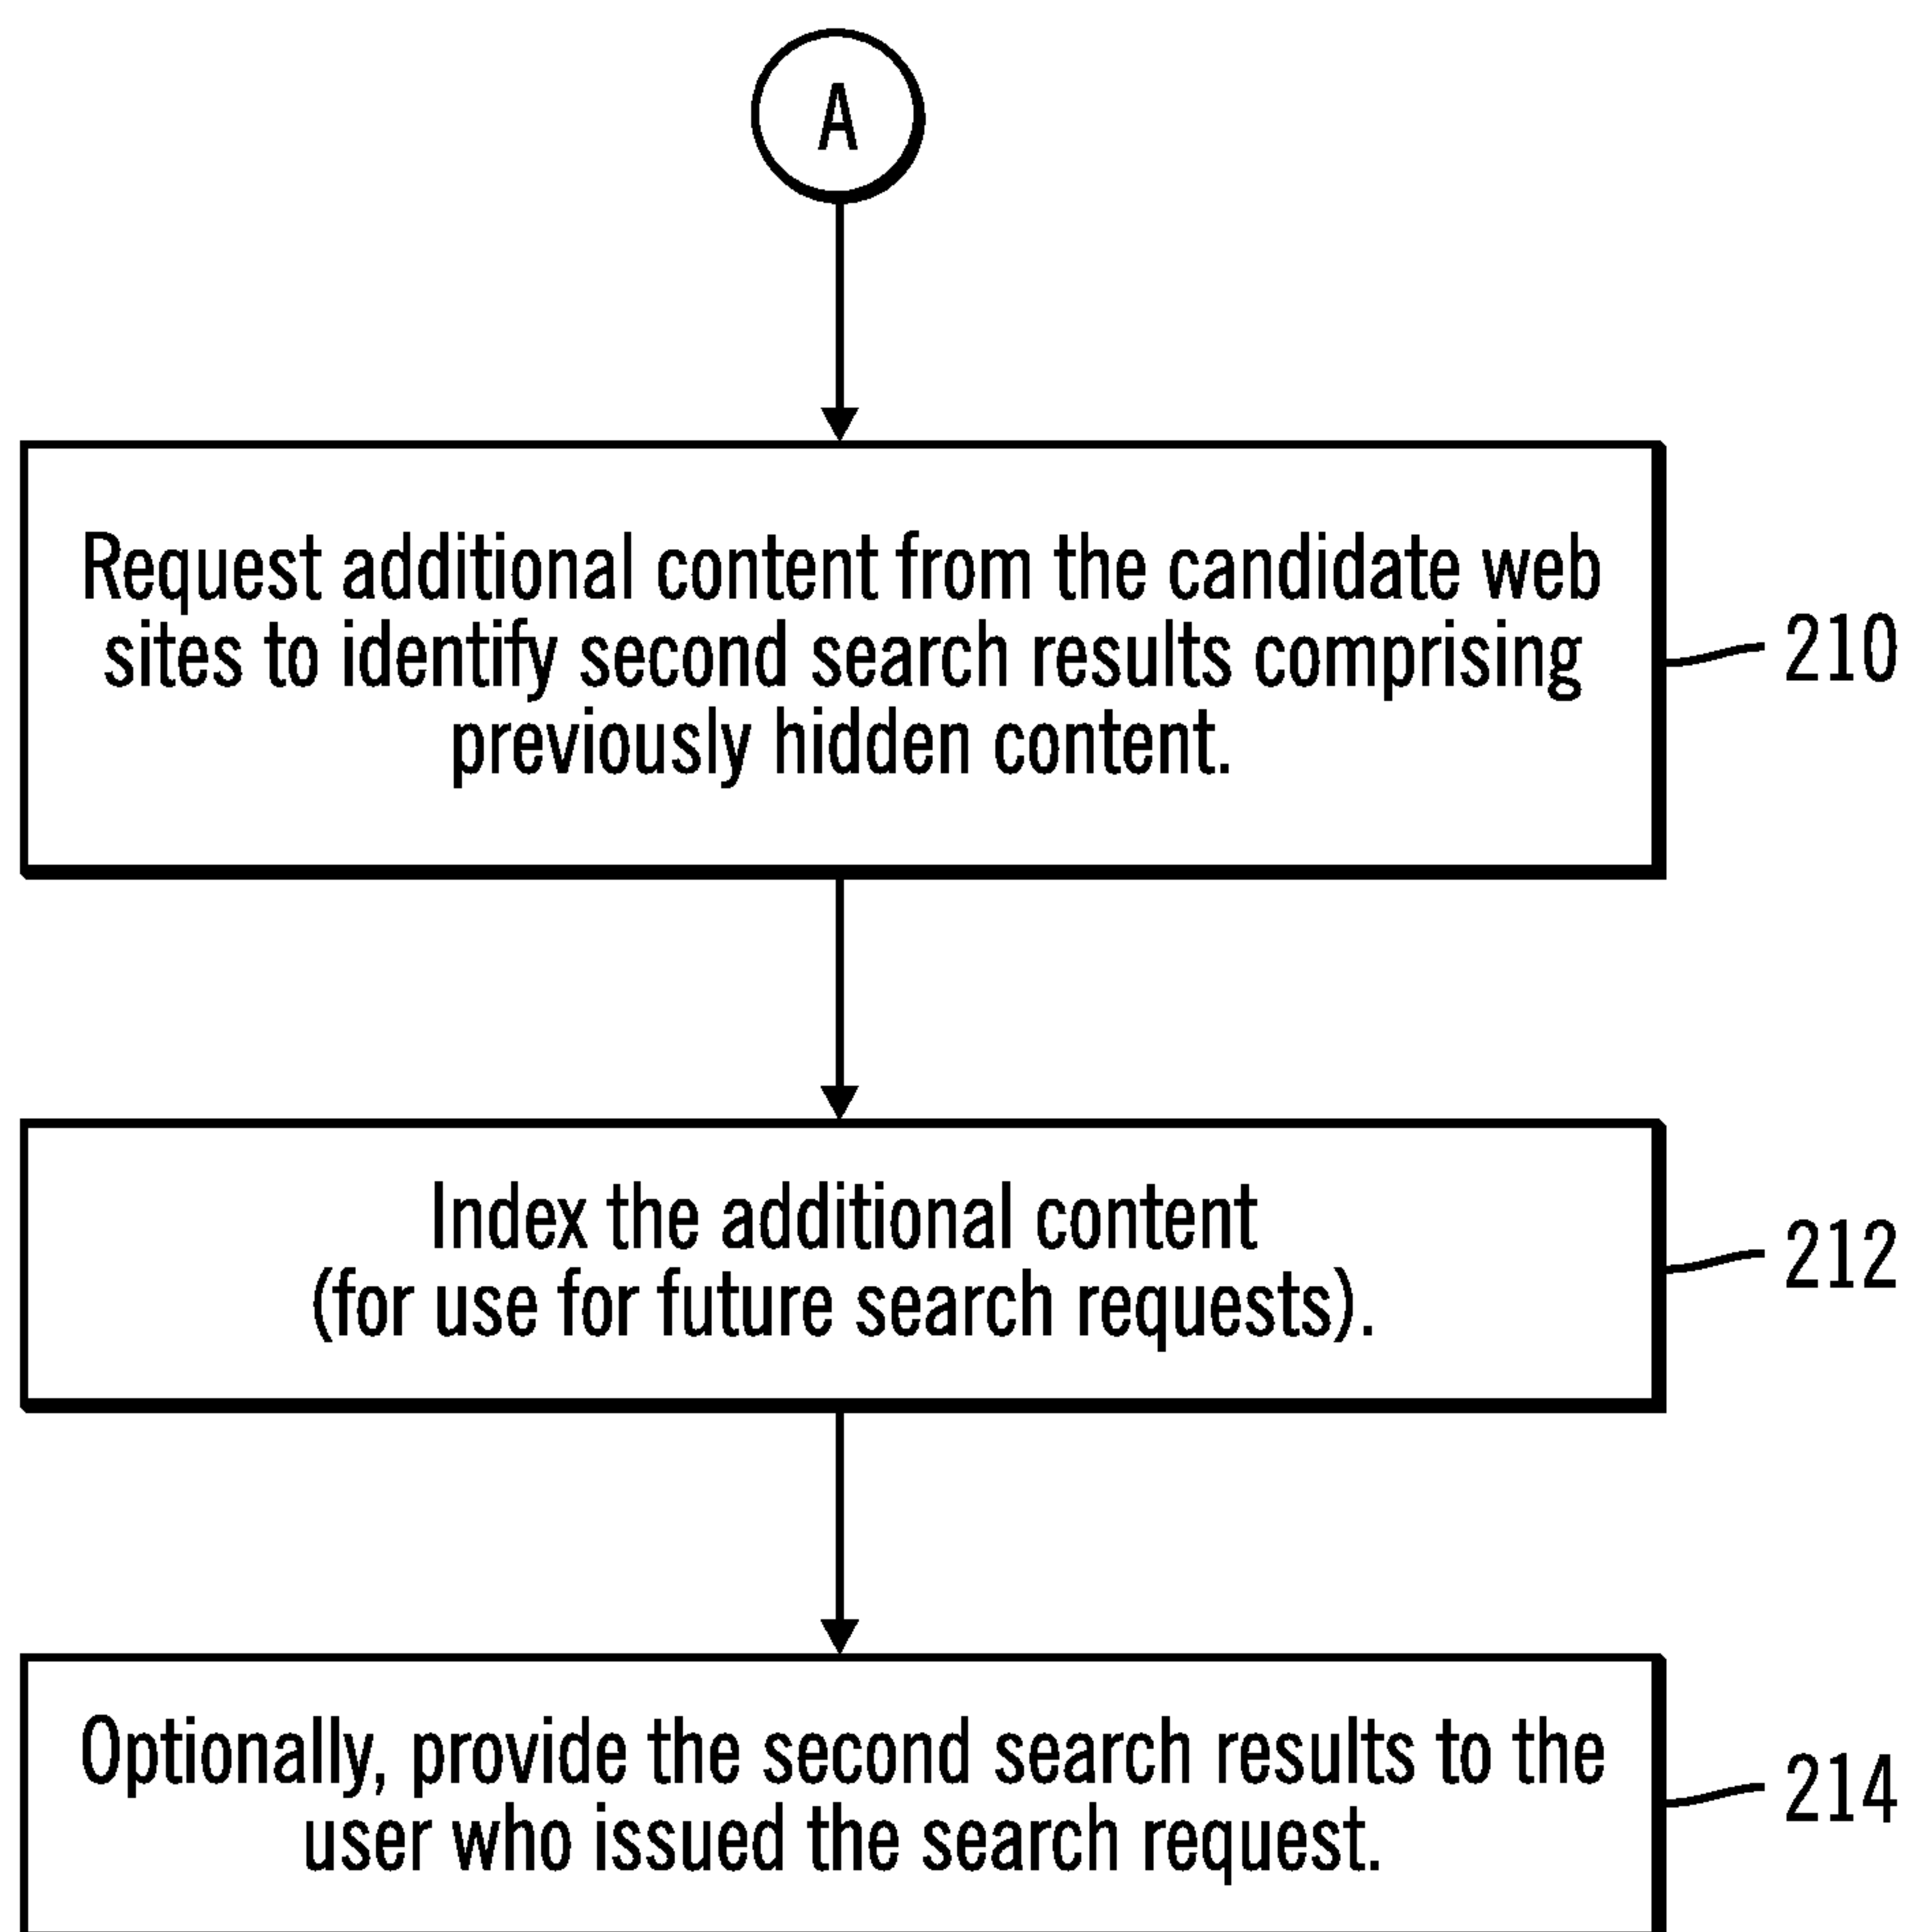 A
Request additional content from the candidate web
sites to identify second search results comprising
previously hidden content.
210
Index the additional content
(for use for future search requests).
212
Optionally, provide the second search results to the
user who issued the search request.
214